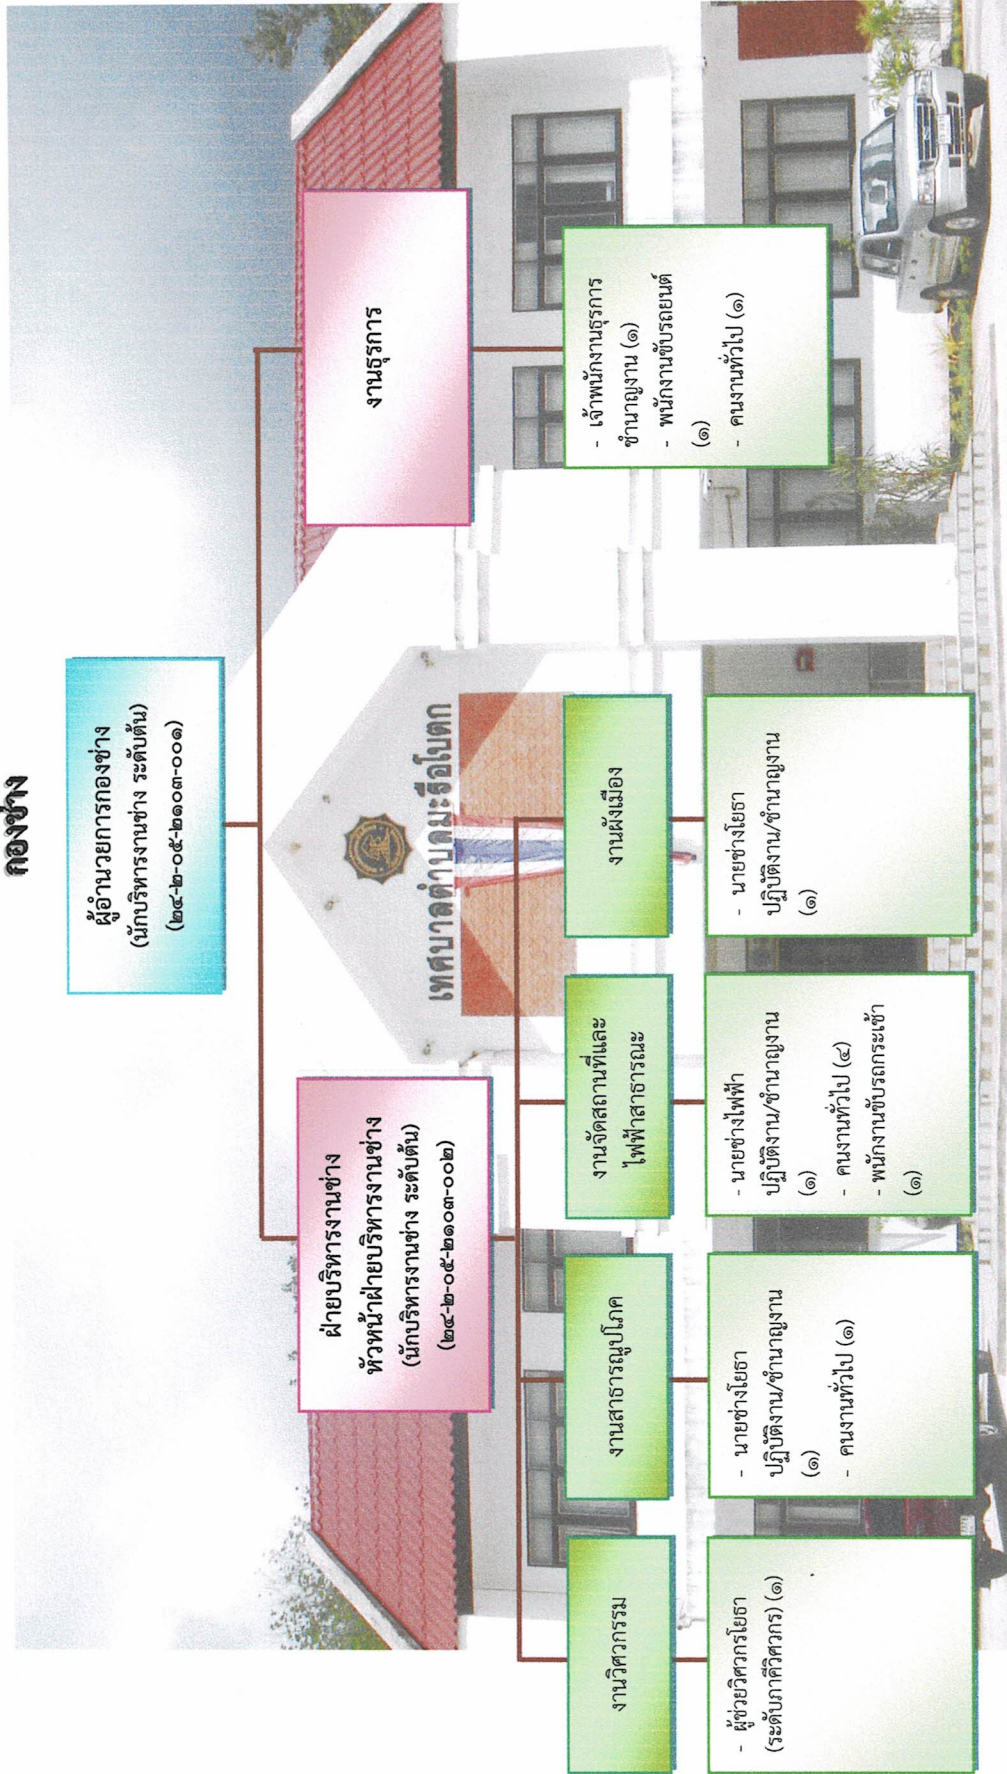 กองช่าง
ผู้อำนวยการกองช่าง
(นักบริหารงานช่าง ระดับต้น)
(๒๔-๒-๐๕-๒๑๐๓-๐๐๑)
ฝ่ายบริหารงานช่าง
หัวหน้าฝ่ายบริหารงานช่าง
(นักบริหารงานช่าง ระดับต้น)
(๒๔-๒-๐๕-๒๑๐๓-๐๐๒)
งานธุรการ
- เจ้าพนักงานธุรการ
ชำนาญงาน (๑)
- พนักงานขับรถยนต์
(๑)
- คนงานทั่วไป (๑)
เทศบาลตำบลมะรือโบตก
งานวิศวกรรม
- ผู้ช่วยวิศวกรโยธา
(ระดับภาคีวิศวกร) (๑)
งานสาธารณูปโภค
- นายช่างโยธา
ปฏิบัติงาน/ชำนาญงาน
(๑)
- คนงานทั่วไป (๑)
งานจัดสถานที่และ
ไฟฟ้าสาธารณะ
- นายช่างไฟฟ้า
ปฏิบัติงาน/ชำนาญงาน
(๑)
- คนงานทั่วไป (๔)
- พนักงานขับรถกระเช้า
(๑)
งานผังเมือง
- นายช่างโยธา
ปฏิบัติงาน/ชำนาญงาน
(๑)